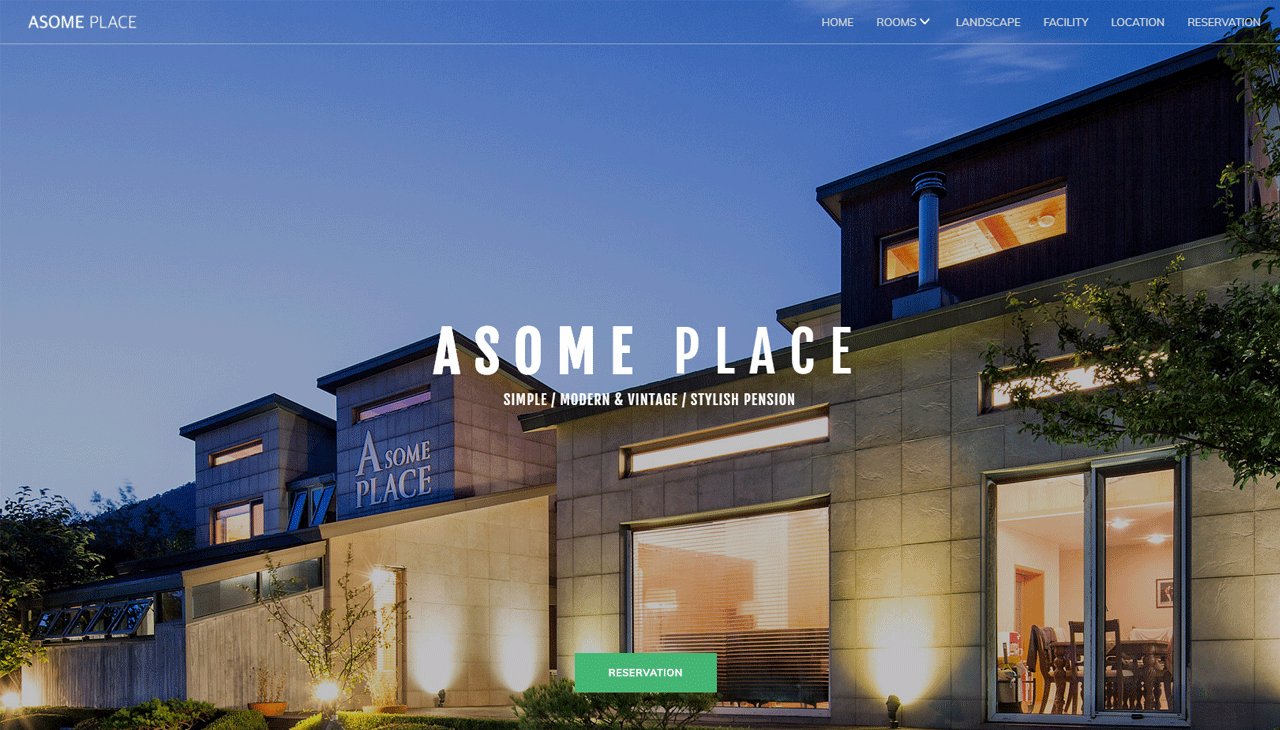 ASOME PLACE
HOME ROOMS LANDSCAPE FACILITY LOCATION RESERVATION
ASOME PLACE
SIMPLE / MODERN & VINTAGE / STYLISH PENSION
A SOME
PLACE
RESERVATION